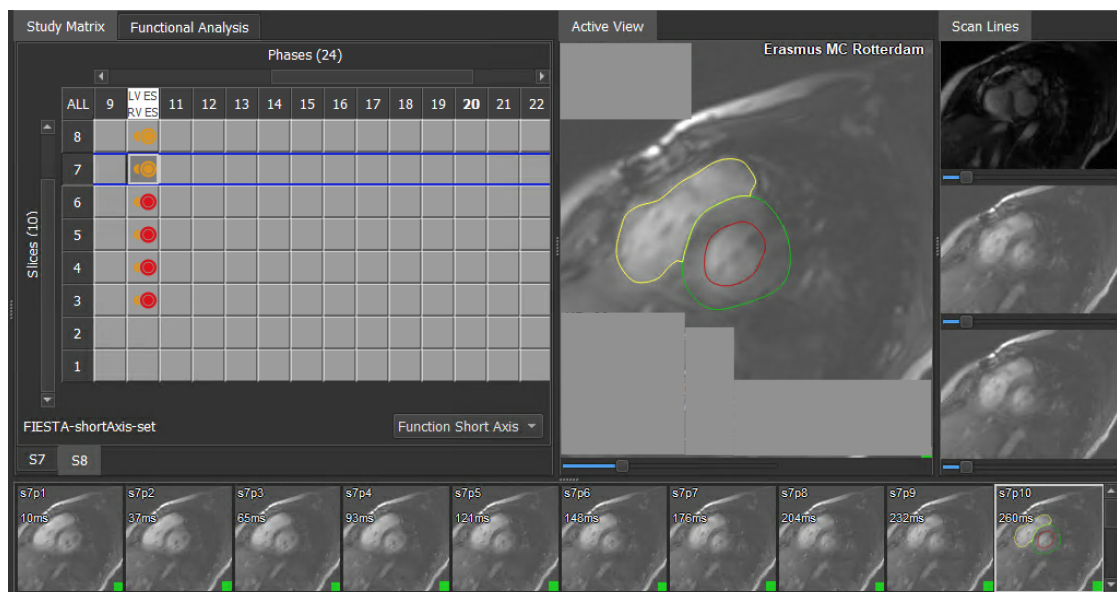 Study Matrix
Functional Analysis
Active View
Scan Lines
Phases (24)
Erasmus MC Rotterdam
ALL 9 LV ES RV ES 11 12 13 14 15 16 17 18 19 20 21 22
8
7
6
5
4
3
2
1
Slices (10)
FIESTA-shortAxis-set
Function Short Axis
S7 S8
s7p1 s7p2 s7p3 s7p4 s7p5 s7p6 s7p7 s7p8 s7p9 s7p10
10ms 37ms 65ms 93ms 121ms 148ms 176ms 204ms 232ms 260ms